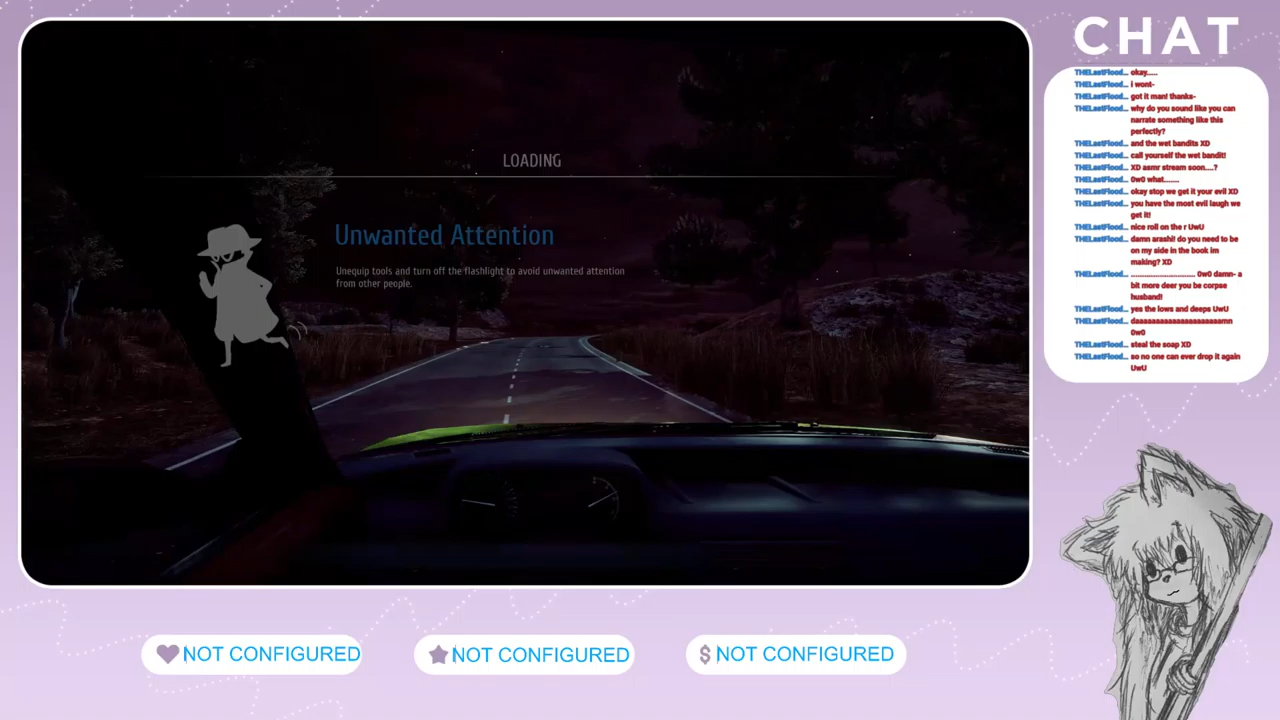 CHAT
THELastFlood... okay.....
THELastFlood... i wont-
THELastFlood... got it man! thanks-
THELastFlood... why do you sound like you can
narrate something like this
perfectly?
THELastFlood... and the wet bandits XD
THELastFlood... call yourself the wet bandit!
THELastFlood... XD asmr stream soon....?
THELastFlood... 0w0 what.......
THELastFlood... okay stop we get it your evil XD
THELastFlood... you have the most evil laugh we
get it!
THELastFlood... nice roll on the r UwU
THELastFlood... damn arashi! do you need to be
on my side in the book im
making? XD
THELastFlood... ................................ 0w0 damn- a
bit more deer you be corpse
husband!
THELastFlood... yes the lows and deeps UwU
THELastFlood... daaaaaaaaaaaaaaaaaaaaamn
0w0
THELastFlood... steal the soap XD
THELastFlood... so no one can ever drop it again
UwU
LOADING
Unwanted Attention
Unequip tools and turn off the flashlight to avoid unwanted attention
from other people.
NOT CONFIGURED
NOT CONFIGURED
$ NOT CONFIGURED